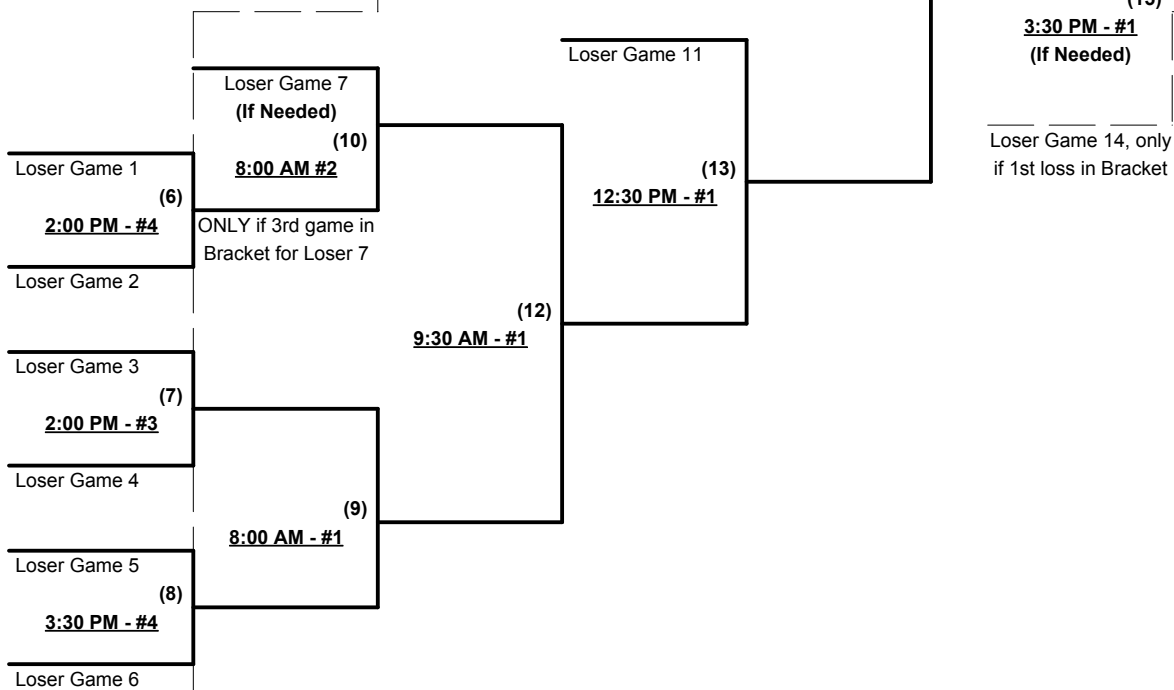 (15)
3:30 PM - #1
(If Needed)
Loser Game 11
Loser Game 7
(If Needed)
(10)
8:00 AM #2
Loser Game 14, only
if 1st loss in Bracket
Loser Game 1
(6)
2:00 PM - #4
(13)
12:30 PM - #1
ONLY if 3rd game in
Bracket for Loser 7
Loser Game 2
(12)
9:30 AM - #1
Loser Game 3
(7)
2:00 PM - #3
Loser Game 4
(9)
8:00 AM - #1
Loser Game 5
(8)
3:30 PM - #4
Loser Game 6